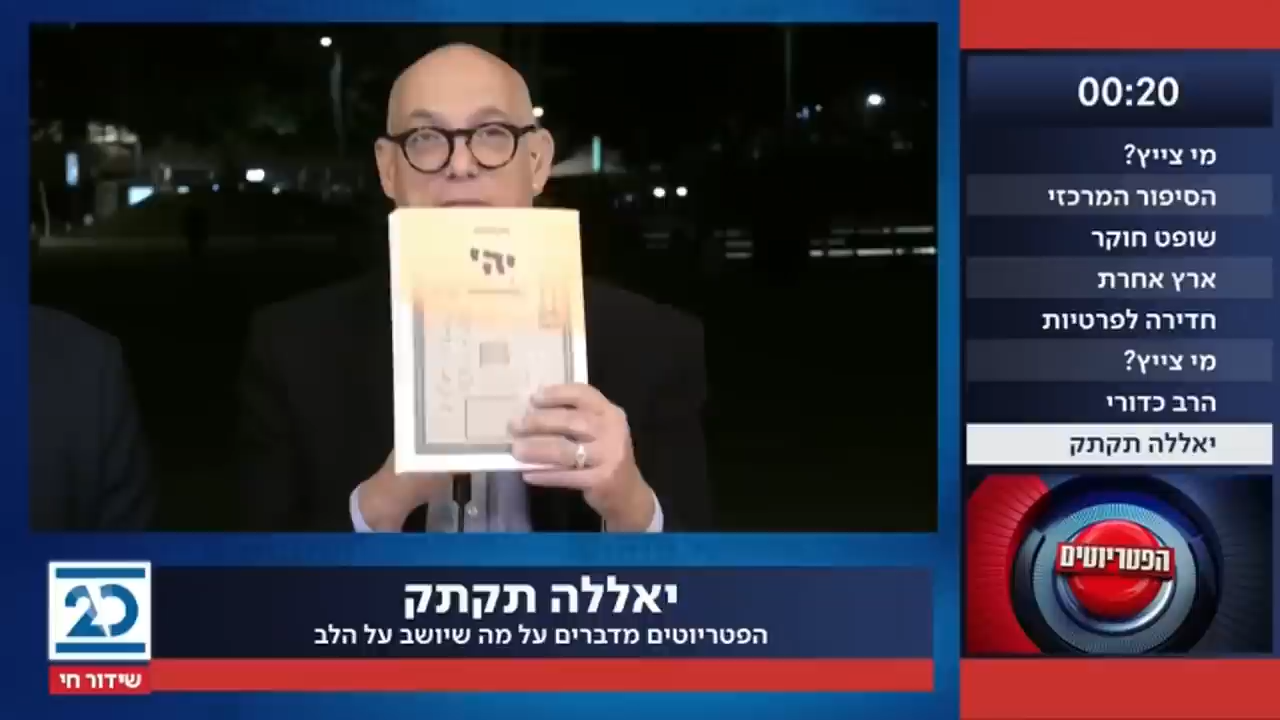 יהי
00:20
מי צייץ?
הסיפור המרכזי
שופט חוקר
ארץ אחרת
חדירה לפרטיות
מי צייץ?
הרב כדורי
יאללה תקתק
הפטריוטים
20
יאללה תקתק
הפטריוטים מדברים על מה שיושב על הלב
שידור חי